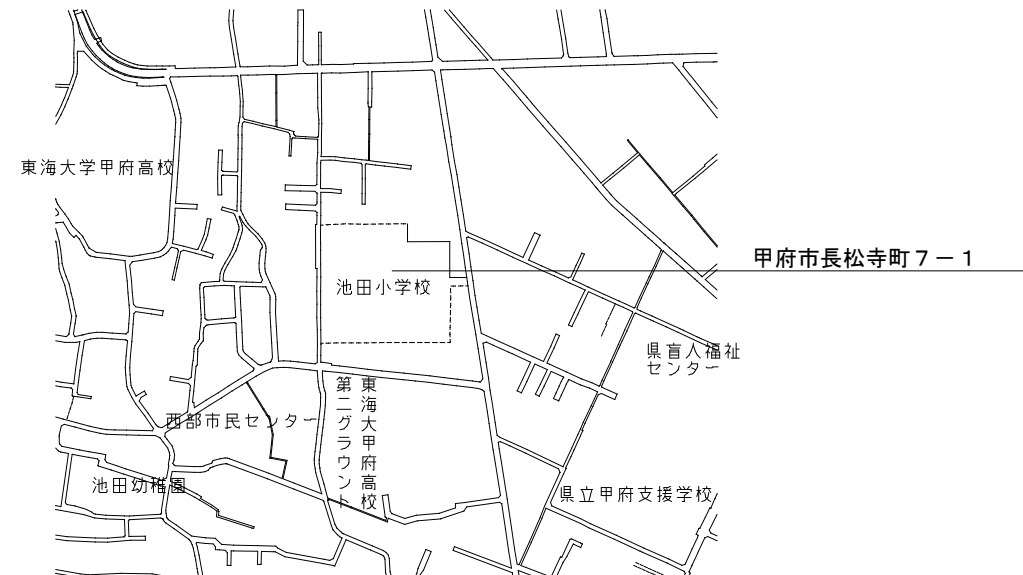 東海大学甲府高校
甲府市長松寺町７－１
池田小学校
県盲人福祉
センター
東海大甲府高校
第二グラウント
西部市民センター
池田幼稚園
県立甲府支援学校